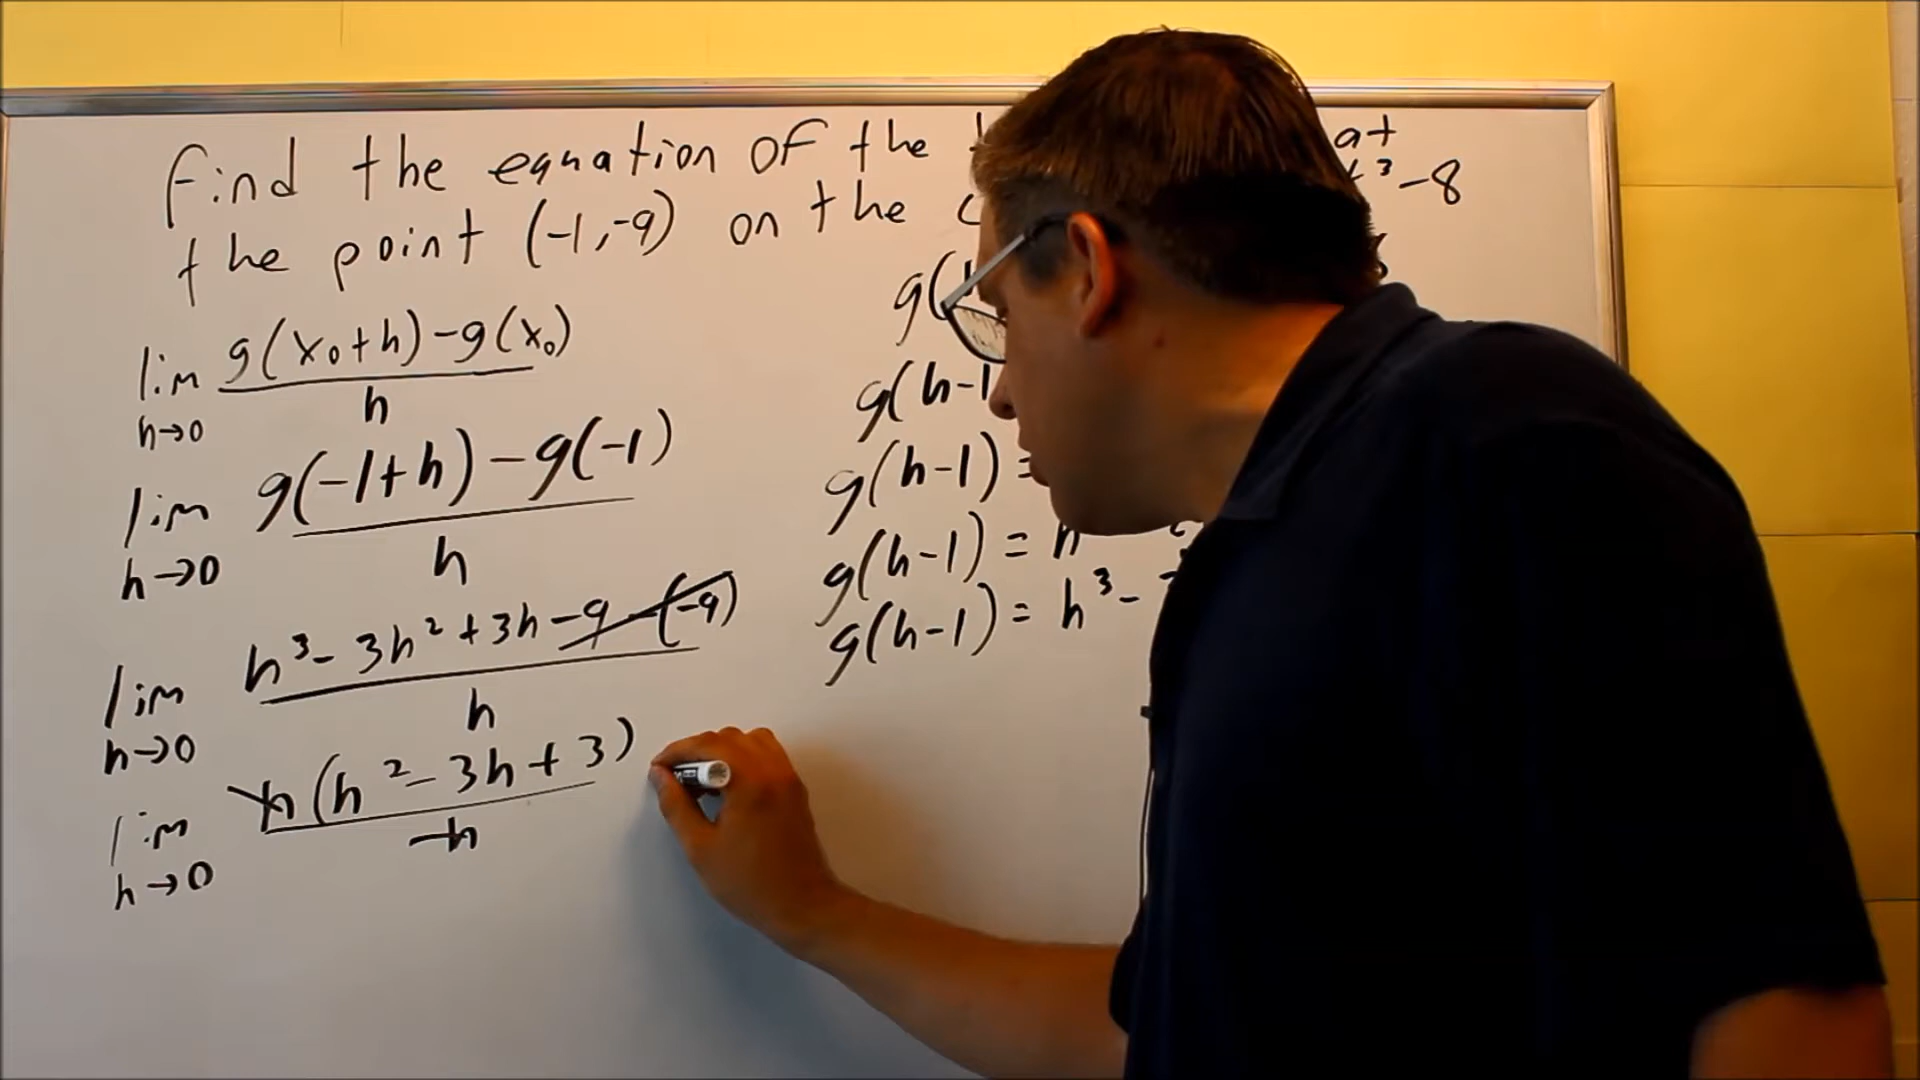 find the equation of the at
the point (-1,-9) on the t³-8
lim g(x₀+h)-g(x₀)
h→0 h
lim g(-1+h)-g(-1)
h→0 h
lim h³-3h²+3h-9-(-9)
h→0 h
lim h(h²-3h+3)
h→0 h
g(
g(h-1
g(h-1)=
g(h-1)=h
g(h-1)=h³-